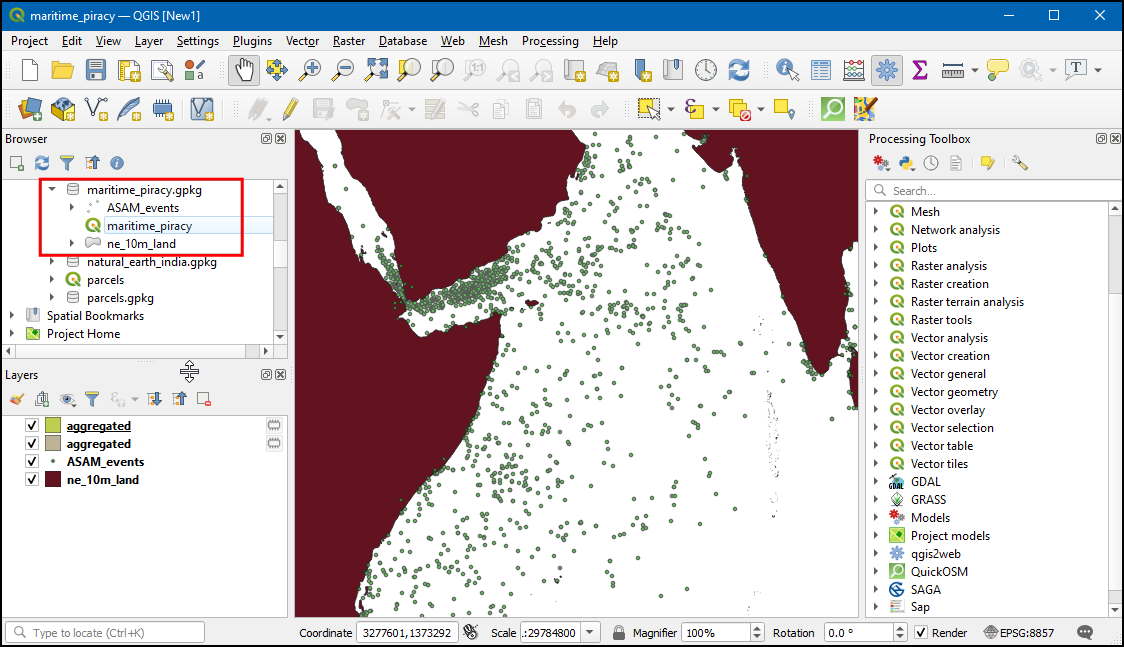 maritime_piracy — QGIS [New1]
Project Edit View Layer Settings Plugins Vector Raster Database Web Mesh Processing Help
Browser
maritime_piracy.gpkg
ASAM_events
maritime_piracy
ne_10m_land
natural_earth_india.gpkg
parcels
parcels.gpkg
Spatial Bookmarks
Project Home
Layers
aggregated
aggregated
ASAM_events
ne_10m_land
Processing Toolbox
Search...
Mesh
Network analysis
Plots
Raster analysis
Raster creation
Raster terrain analysis
Raster tools
Vector analysis
Vector creation
Vector general
Vector geometry
Vector overlay
Vector selection
Vector table
Vector tiles
GDAL
GRASS
Models
Project models
qgis2web
QuickOSM
SAGA
Sap
Type to locate (Ctrl+K)
Coordinate 3277601,1373292 Scale .:29784800 Magnifier 100% Rotation 0.0 ° Render EPSG:8857